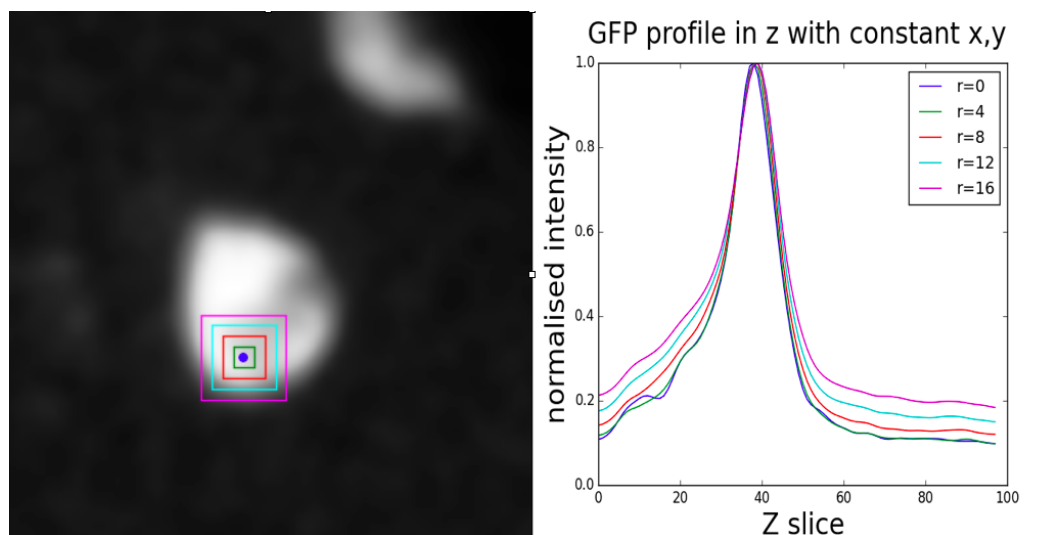 GFP profile in z with constant x,y
normalised intensity
1.0
0.8
0.6
0.4
0.2
0.0
r=0
r=4
r=8
r=12
r=16
0
20
40
60
80
100
Z slice